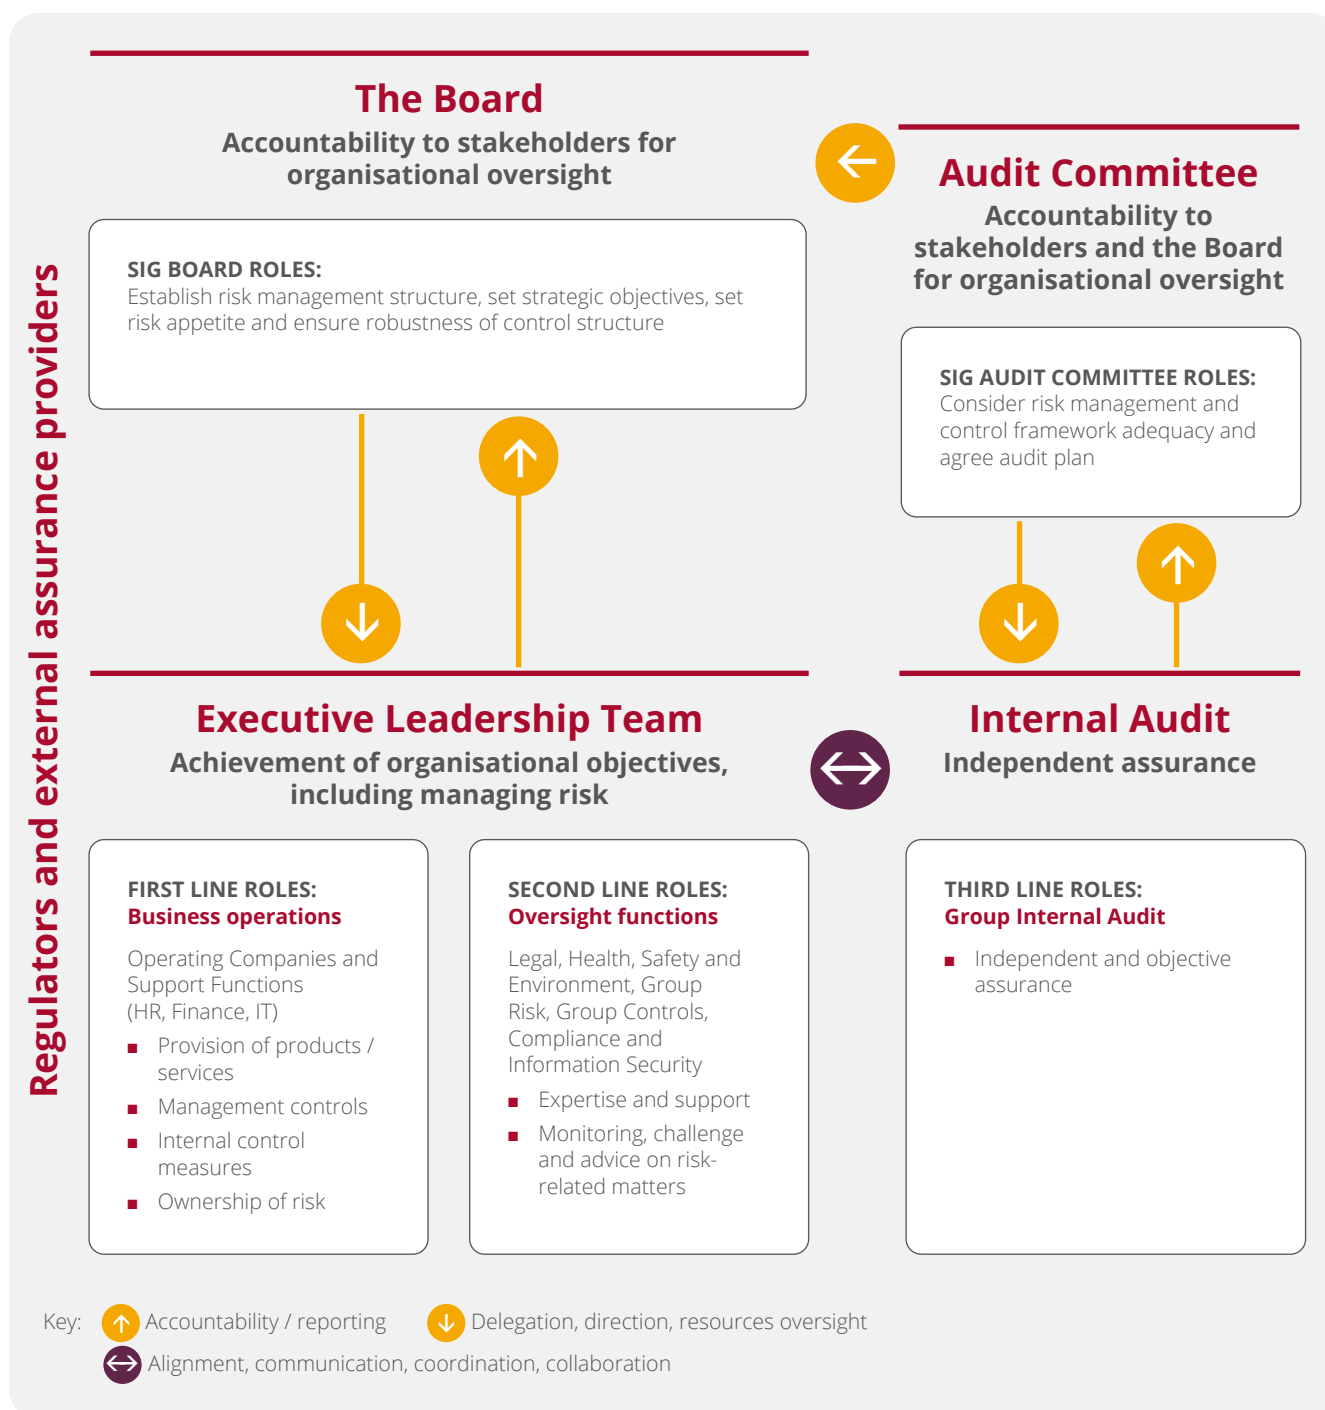 Regulators and external assurance providers
The Board
Accountability to stakeholders for
organisational oversight
SIG BOARD ROLES:
Establish risk management structure, set strategic objectives, set
risk appetite and ensure robustness of control structure
Audit Committee
Accountability to
stakeholders and the Board
for organisational oversight
SIG AUDIT COMMITTEE ROLES:
Consider risk management and
control framework adequacy and
agree audit plan
Executive Leadership Team
Achievement of organisational objectives,
including managing risk
FIRST LINE ROLES:
Business operations
Operating Companies and
Support Functions
(HR, Finance, IT)
Provision of products /
services
Management controls
Internal control
measures
Ownership of risk
SECOND LINE ROLES:
Oversight functions
Legal, Health, Safety and
Environment, Group
Risk, Group Controls,
Compliance and
Information Security
Expertise and support
Monitoring, challenge
and advice on risk-
related matters
Internal Audit
Independent assurance
THIRD LINE ROLES:
Group Internal Audit
Independent and objective
assurance
Key:
Accountability / reporting
Delegation, direction, resources oversight
Alignment, communication, coordination, collaboration